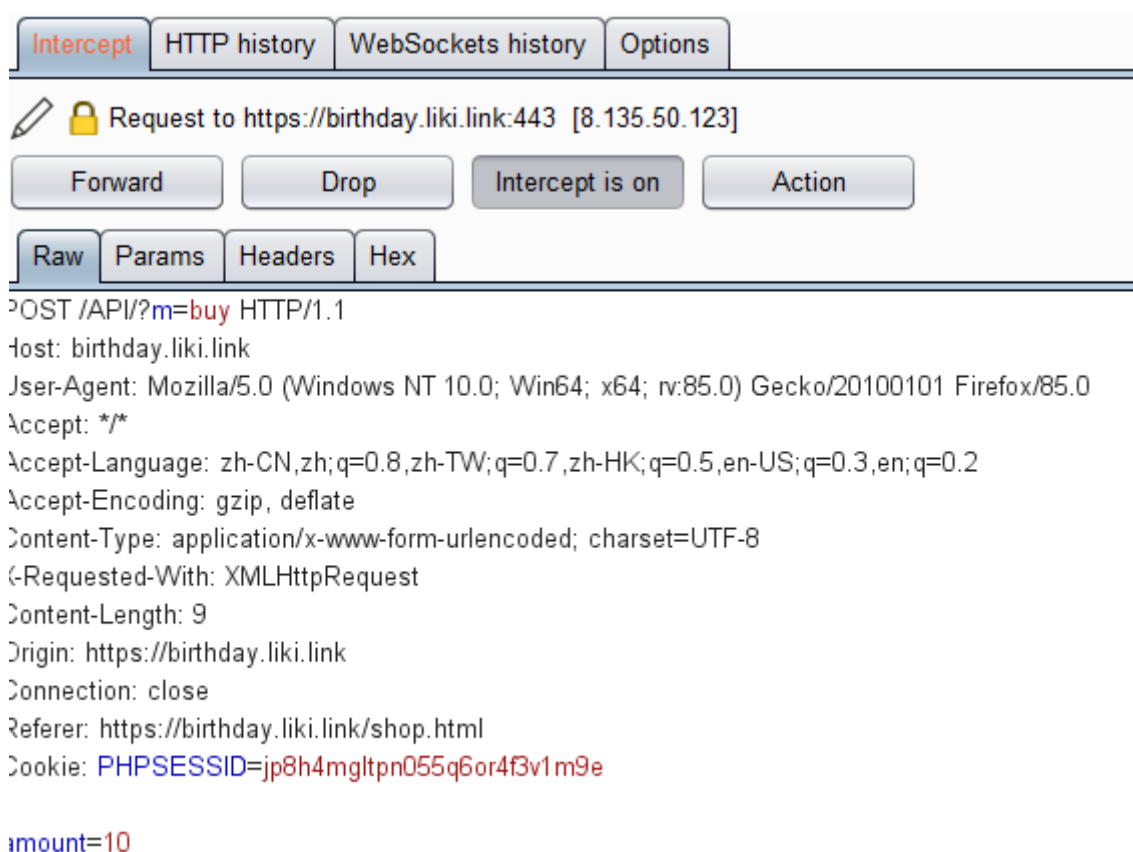 Intercept HTTP history WebSockets history Options
Request to https://birthday.liki.link:443 [8.135.50.123]
Forward Drop Intercept is on Action
Raw Params Headers Hex
POST /API/?m=buy HTTP/1.1
Host: birthday.liki.link
User-Agent: Mozilla/5.0 (Windows NT 10.0; Win64; x64; rv:85.0) Gecko/20100101 Firefox/85.0
Accept: */*
Accept-Language: zh-CN,zh;q=0.8,zh-TW;q=0.7,zh-HK;q=0.5,en-US;q=0.3,en;q=0.2
Accept-Encoding: gzip, deflate
Content-Type: application/x-www-form-urlencoded; charset=UTF-8
X-Requested-With: XMLHttpRequest
Content-Length: 9
Origin: https://birthday.liki.link
Connection: close
Referer: https://birthday.liki.link/shop.html
Cookie: PHPSESSID=jp8h4mgltpn055q6or4f3v1m9e
amount=10